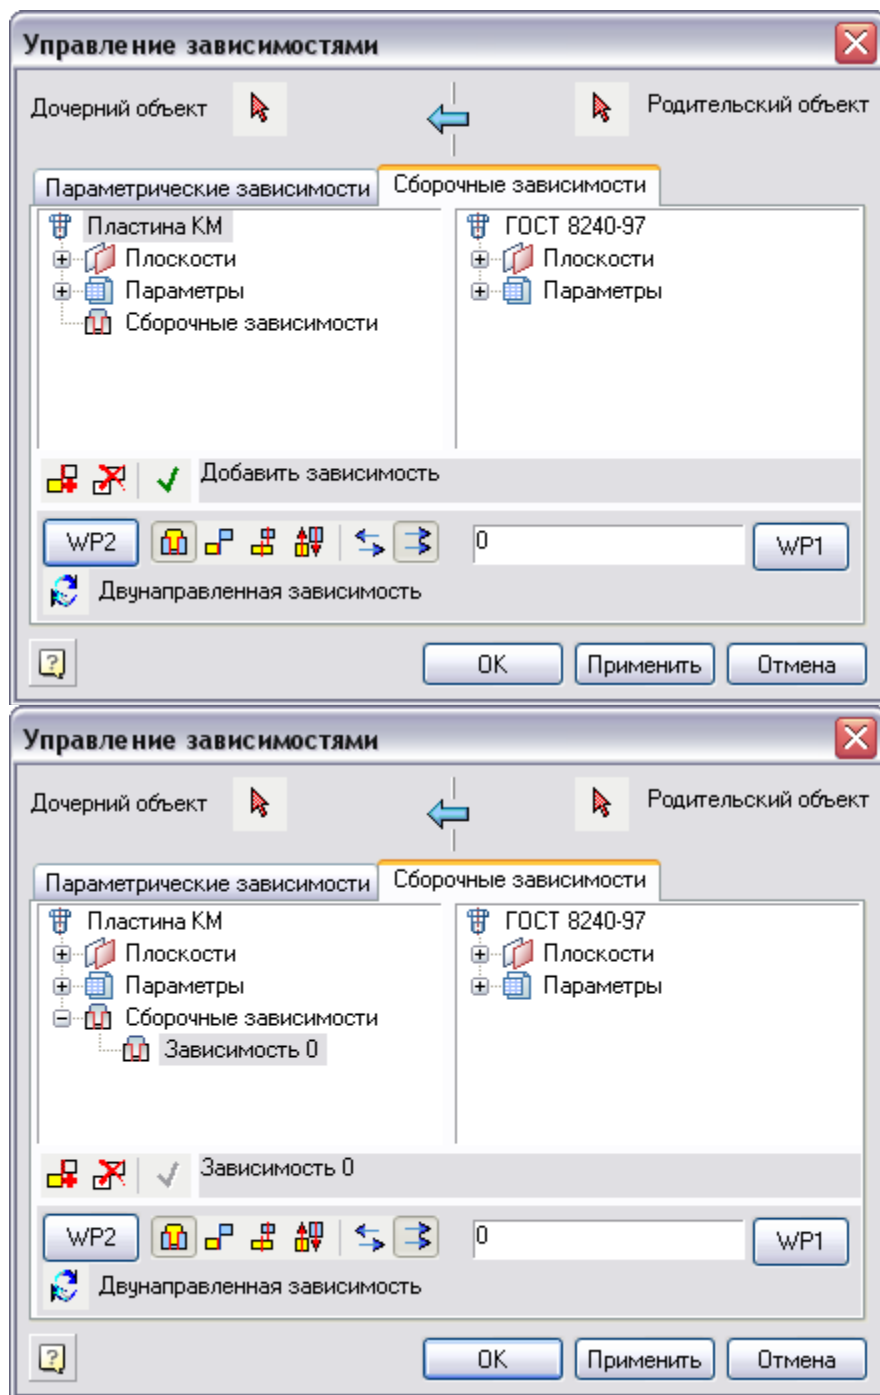 Управление зависимостями
Дочерний объект Родительский объект
Параметрические зависимости Сборочные зависимости
Пластина КМ ГОСТ 8240-97
Плоскости Плоскости
Параметры Параметры
Сборочные зависимости
Добавить зависимость
WP2 0 WP1
Двунаправленная зависимость
? OK Применить Отмена
Управление зависимостями
Дочерний объект Родительский объект
Параметрические зависимости Сборочные зависимости
Пластина КМ ГОСТ 8240-97
Плоскости Плоскости
Параметры Параметры
Сборочные зависимости
Зависимость 0
Зависимость 0
WP2 0 WP1
Двунаправленная зависимость
? OK Применить Отмена